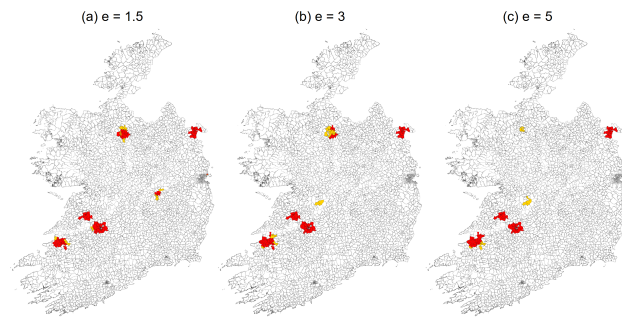 (a) e = 1.5
(b) e = 3
(c) e = 5